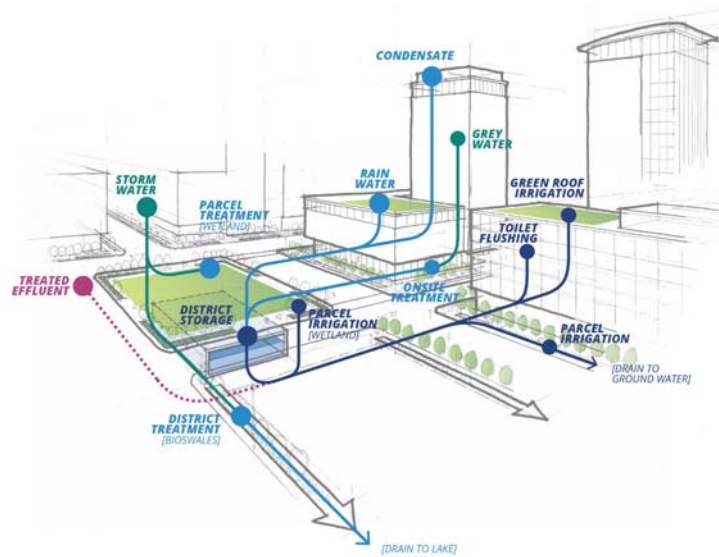 CONDENSATE
GREY
WATER
STORM
WATER
RAIN
WATER
GREEN ROOF
IRRIGATION
PARCEL
TREATMENT
[WETLAND]
TOILET
FLUSHING
TREATED
EFFLUENT
ONSITE
TREATMENT
DISTRICT
STORAGE
PARCEL
IRRIGATION
[WETLAND]
PARCEL
IRRIGATION
[DRAIN TO
GROUND WATER]
DISTRICT
TREATMENT
[BIOSWALES]
[DRAIN TO LAKE]